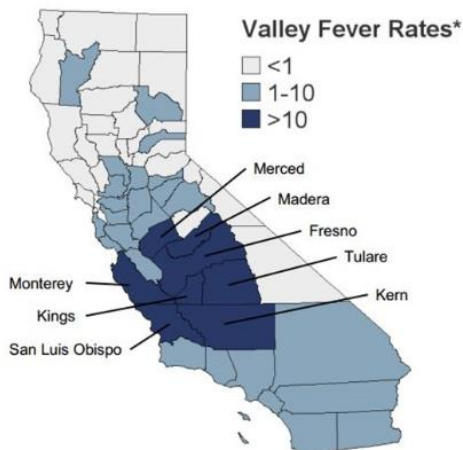 Valley Fever Rates*
<1
1-10
>10
Merced
Madera
Fresno
Tulare
Monterey
Kern
Kings
San Luis Obispo